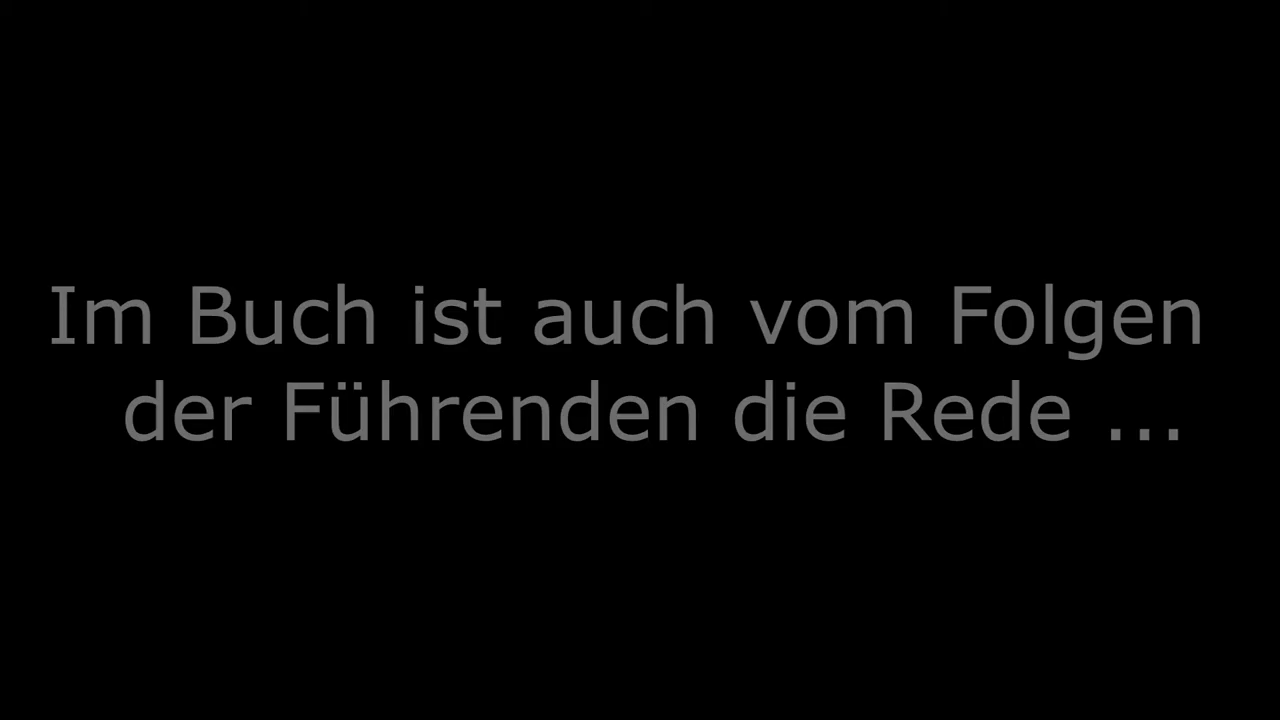 Im Buch ist auch vom Folgen
der Führenden die Rede ...